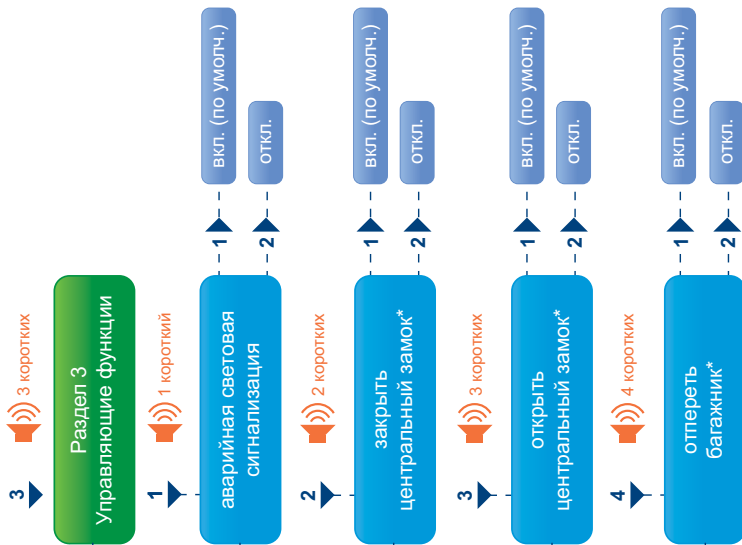 3
3 коротких
Раздел 3
Управляющие функции
1
1 короткий
аварийная световая
сигнализация
1
вкл. (по умолч.)
2
откл.
2
2 коротких
закрыть
центральный замок*
1
вкл. (по умолч.)
2
откл.
3
3 коротких
открыть
центральный замок*
1
вкл. (по умолч.)
2
откл.
4
4 коротких
отпереть
багажник*
1
вкл. (по умолч.)
2
откл.